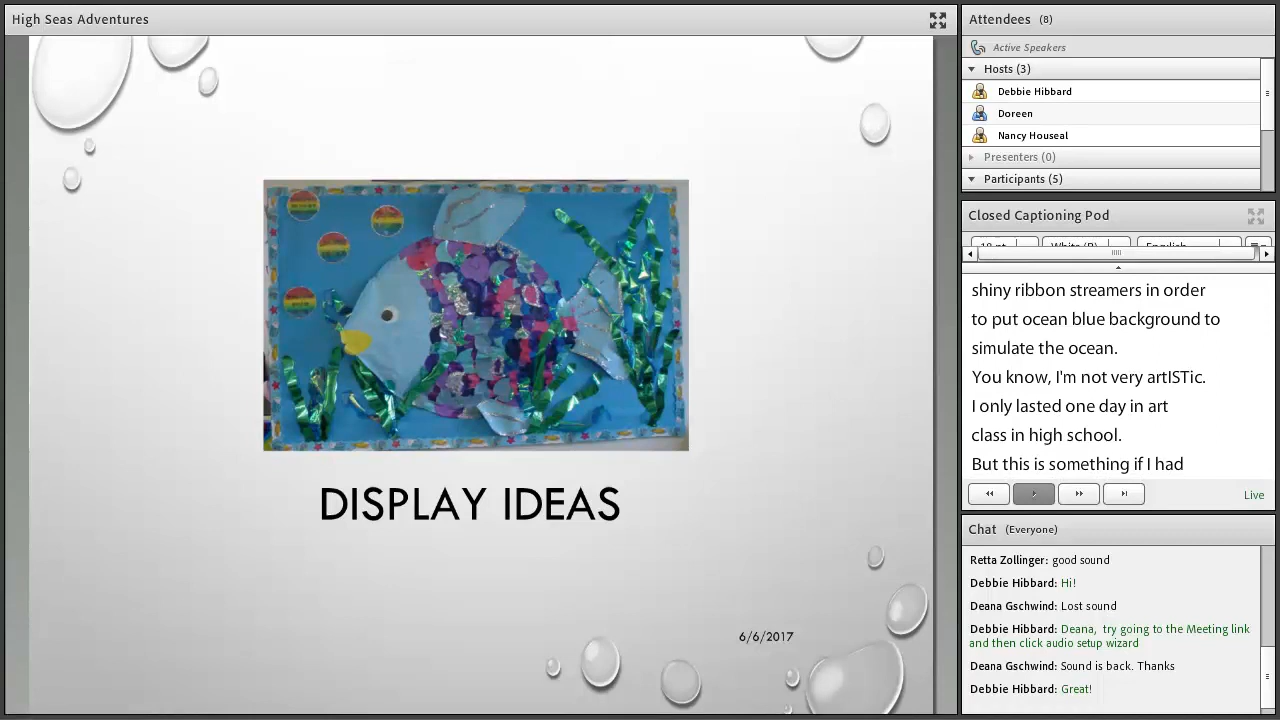 High Seas Adventures
DISPLAY IDEAS
6/6/2017
Attendees (8)
Active Speakers
Hosts (3)
Debbie Hibbard
Doreen
Nancy Houseal
Presenters (0)
Participants (5)
Closed Captioning Pod
shiny ribbon streamers in order
to put ocean blue background to
simulate the ocean.
You know, I'm not very artISTic.
I only lasted one day in art
class in high school.
But this is something if I had
Live
Chat (Everyone)
Retta Zollinger: good sound
Debbie Hibbard: Hi!
Deana Gschwind: Lost sound
Debbie Hibbard: Deana, try going to the Meeting link
and then click audio setup wizard
Deana Gschwind: Sound is back. Thanks
Debbie Hibbard: Great!